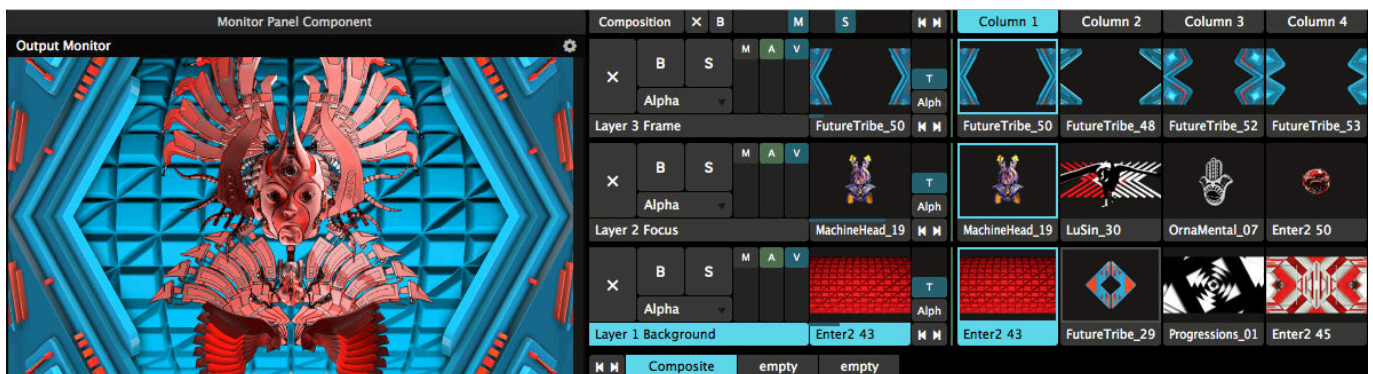 Monitor Panel Component
Output Monitor
Composition X B M S Column 1 Column 2 Column 3 Column 4
M A V
X B S T
Alpha Alph
Layer 3 Frame FutureTribe_50 FutureTribe_50 FutureTribe_48 FutureTribe_52 FutureTribe_53
M A V
X B S T
Alpha Alph
Layer 2 Focus MachineHead_19 MachineHead_19 LuSin_30 OrnaMental_07 Enter2 50
M A V
X B S T
Alpha Alph
Layer 1 Background Enter2 43 Enter2 43 FutureTribe_29 Progressions_01 Enter2 45
Composite empty empty